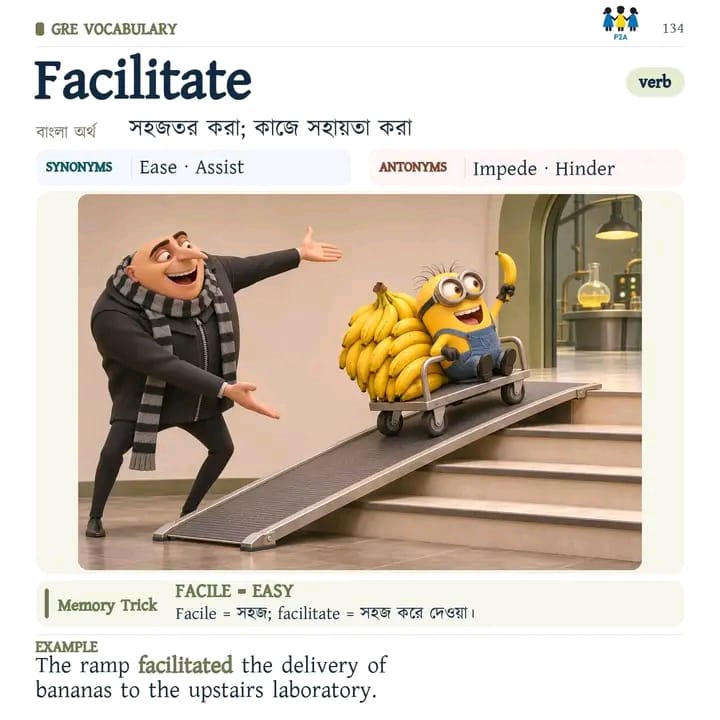 GRE VOCABULARY
P2A
134
Facilitate
verb
বাংলা অর্থ সহজতর করা; কাজে সহায়তা করা
SYNONYMS Ease · Assist
ANTONYMS Impede · Hinder
Memory Trick
FACILE = EASY
Facile = সহজ; facilitate = সহজ করে দেওয়া।
EXAMPLE
The ramp facilitated the delivery of
bananas to the upstairs laboratory.